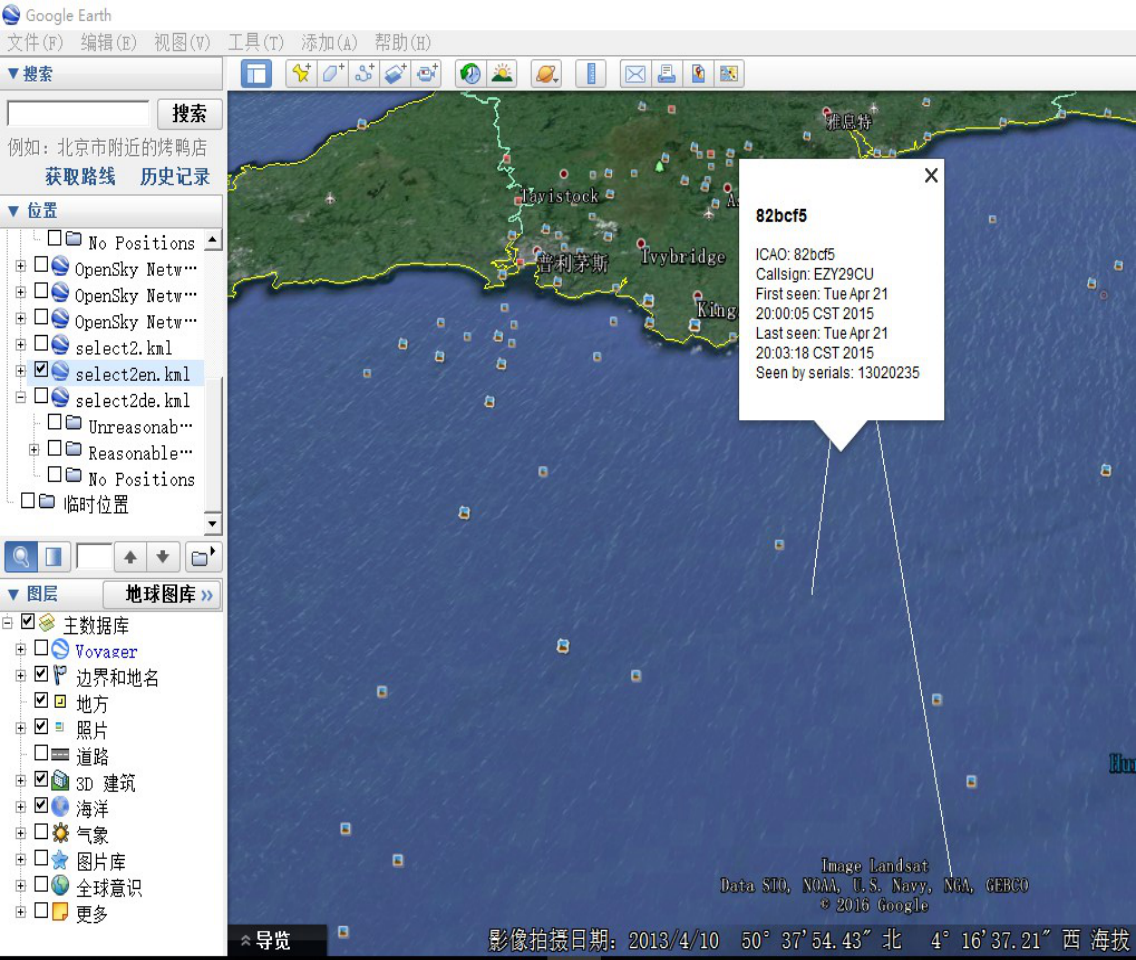 Google Earth
文件(F) 编辑(E) 视图(V) 工具(T) 添加(A) 帮助(H)
搜索
搜索
例如：北京市附近的烤鸭店
获取路线 历史记录
位置
No Positions
OpenSky Netw…
OpenSky Netw…
OpenSky Netw…
select2.kml
select2en.kml
select2de.kml
Unreasonab…
Reasonable…
No Positions
临时位置
图层
地球图库 »
主数据库
Voyager
边界和地名
地方
照片
道路
3D 建筑
海洋
气象
图片库
全球意识
更多
雅息特
Tavistock
As
普利茅斯
Ivybridge
King
82bcf5
ICAO: 82bcf5
Callsign: EZY29CU
First seen: Tue Apr 21
20:00:05 CST 2015
Last seen: Tue Apr 21
20:03:18 CST 2015
Seen by serials: 13020235
Hu
Image Landsat
Data SIO, NOAA, U.S. Navy, NGA, GEBCO
© 2016 Google
导览
影像拍摄日期: 2013/4/10 50°37'54.43" 北 4°16'37.21" 西 海拔